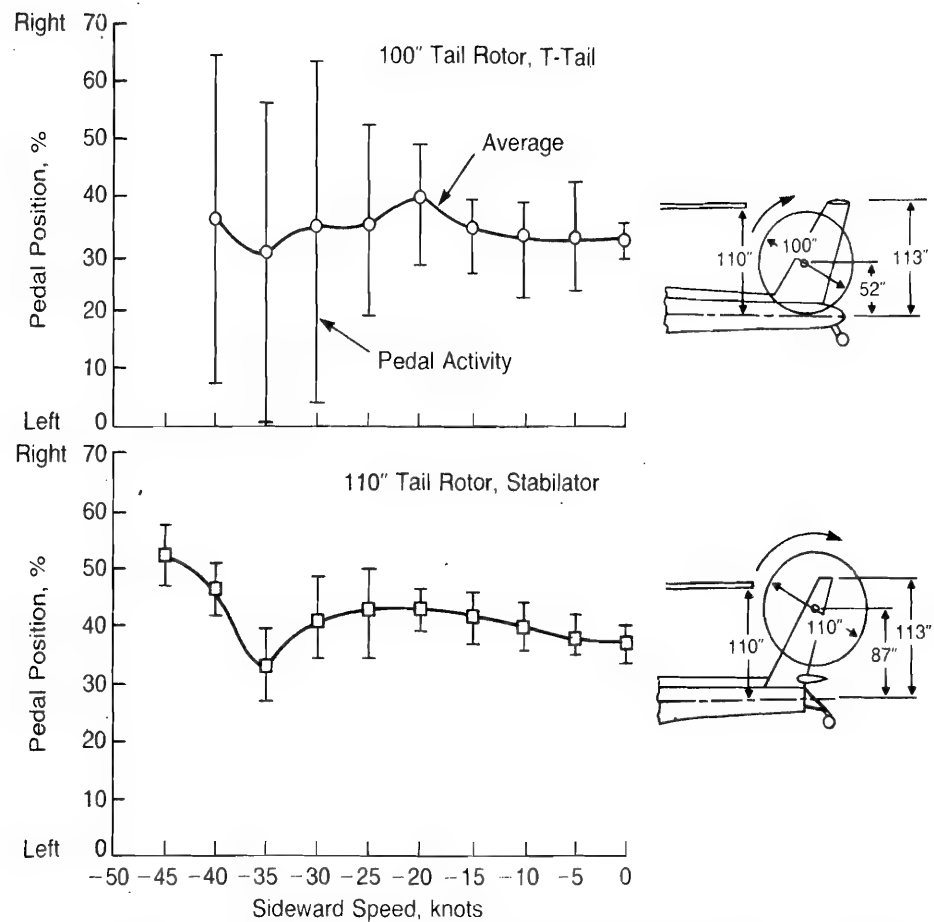 Right 70
60
50
40
30
20
10
Left 0
Pedal Position, %
100" Tail Rotor, T-Tail
Average
Pedal Activity
110"
100"
52"
113"
Right 70
60
50
40
30
20
10
Left 0
Pedal Position, %
110" Tail Rotor, Stabilator
110"
110"
87"
113"
-50 -45 -40 -35 -30 -25 -20 -15 -10 -5 0
Sideward Speed, knots